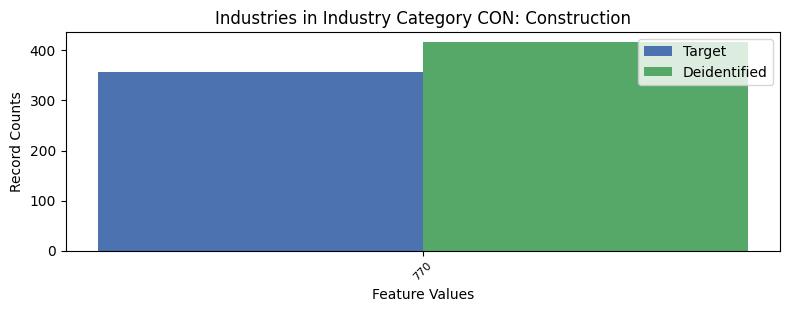 Industries in Industry Category CON: Construction
Target
Deidentified
Record Counts
400
300
200
100
0
770
Feature Values